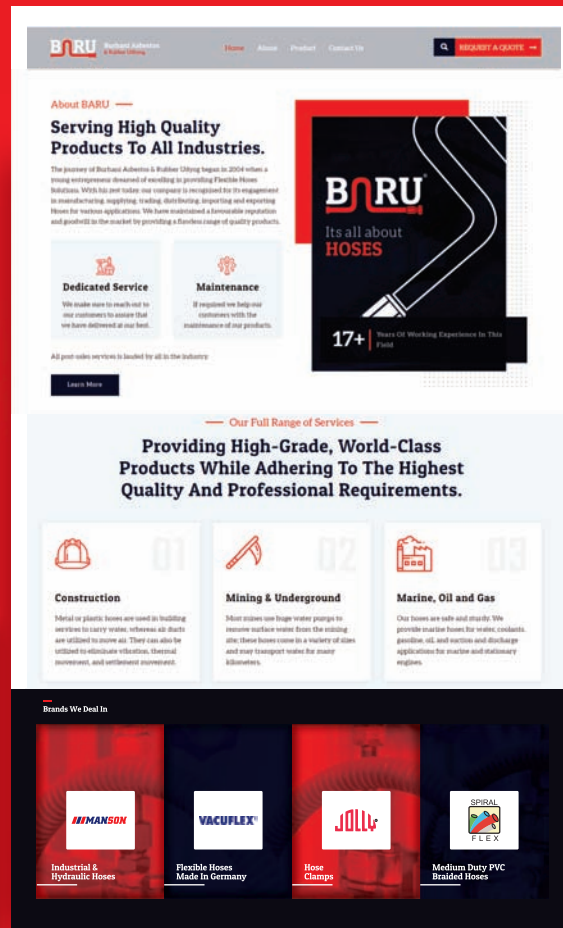 BARU
Burhani Asbestos
& Rubber Udyog
Home About Product Contact Us
REQUEST A QUOTE
About BARU
Serving High Quality
Products To All Industries.
The journey of Burhani Asbestos & Rubber Udyog began in 2004 when a
young entrepreneur dreamed of excelling in providing Flexible Hoses
Solutions. With his zest today our company is recognised for its engagement
in manufacturing, supplying, trading, distributing, importing and exporting
Hoses for various applications. We have maintained a favourable reputation
and goodwill in the market by providing a flawless range of quality products.
Dedicated Service
We make sure to reach out to
our customers to assure that
we have delivered at our best.
Maintenance
If required we help our
customers with the
maintenance of our products.
All post-sales services is lauded by all in the industry
Learn More
BARU
Its all about
HOSES
17+
Years Of Working Experience In This
Field
Our Full Range of Services
Providing High-Grade, World-Class
Products While Adhering To The Highest
Quality And Professional Requirements.
01
Construction
Metal or plastic hoses are used in building
services to carry water, whereas air ducts
are utilized to move air. They can also be
utilized to eliminate vibration, thermal
movement, and settlement movement.
02
Mining & Underground
Most mines use huge water pumps to
remove surface water from the mining
site; these hoses come in a variety of sizes
and may transport water for many
kilometers.
03
Marine, Oil and Gas
Our hoses are safe and sturdy. We
provide marine hoses for water, coolants,
gasoline, oil, and suction and discharge
applications for marine and stationary
engines.
Brands We Deal In
MANSON
Industrial &
Hydraulic Hoses
VACUFLEX®
Flexible Hoses
Made In Germany
JOLLY
Hose
Clamps
SPIRAL
FLEX
Medium Duty PVC
Braided Hoses